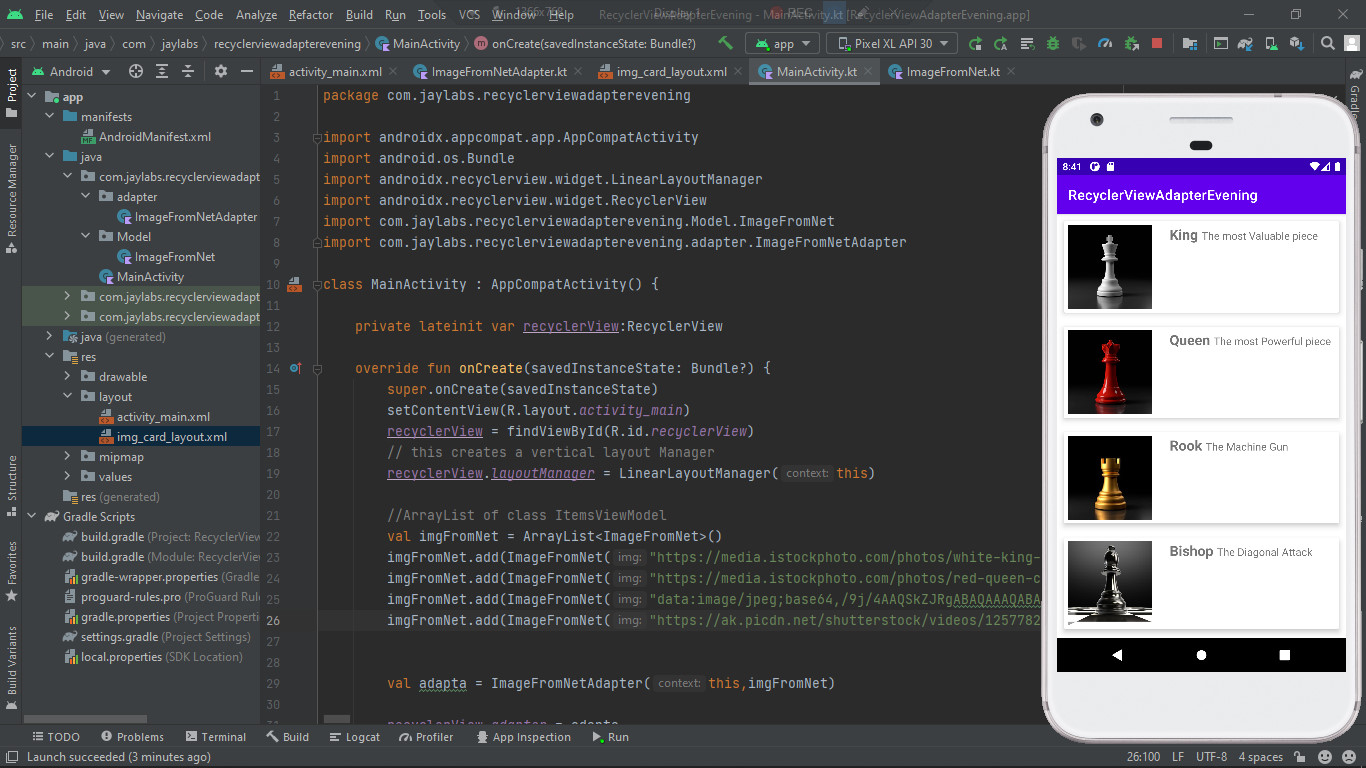 File Edit View Navigate Code Analyze Refactor Build Run Tools VCS Window Help RecyclerViewAdapterEvening - MainActivity.kt [RecyclerViewAdapterEvening.app]
src main java com jaylabs recyclerviewadapterevening MainActivity onCreate(savedInstanceState: Bundle?) app Pixel XL API 30
Android activity_main.xml ImageFromNetAdapter.kt img_card_layout.xml MainActivity.kt ImageFromNet.kt
Project
Resource Manager
Structure
Favorites
Build Variants
Gradle
app
manifests
AndroidManifest.xml
java
com.jaylabs.recyclerviewadapt
adapter
ImageFromNetAdapter
Model
ImageFromNet
MainActivity
com.jaylabs.recyclerviewadapt
com.jaylabs.recyclerviewadapt
java (generated)
res
drawable
layout
activity_main.xml
img_card_layout.xml
mipmap
values
res (generated)
Gradle Scripts
build.gradle (Project: RecyclerView
build.gradle (Module: RecyclerView
gradle-wrapper.properties (Gradle
proguard-rules.pro (ProGuard Rule
gradle.properties (Project Properti
settings.gradle (Project Settings)
local.properties (SDK Location)
1 package com.jaylabs.recyclerviewadapterevening
2
3 import androidx.appcompat.app.AppCompatActivity
4 import android.os.Bundle
5 import androidx.recyclerview.widget.LinearLayoutManager
6 import androidx.recyclerview.widget.RecyclerView
7 import com.jaylabs.recyclerviewadapterevening.Model.ImageFromNet
8 import com.jaylabs.recyclerviewadapterevening.adapter.ImageFromNetAdapter
9
10 class MainActivity : AppCompatActivity() {
11
12 private lateinit var recyclerView:RecyclerView
13
14 override fun onCreate(savedInstanceState: Bundle?) {
15 super.onCreate(savedInstanceState)
16 setContentView(R.layout.activity_main)
17 recyclerView = findViewById(R.id.recyclerView)
18 // this creates a vertical layout Manager
19 recyclerView.layoutManager = LinearLayoutManager( context: this)
20
21 //ArrayList of class ItemsViewModel
22 val imgFromNet = ArrayList<ImageFromNet>()
23 imgFromNet.add(ImageFromNet( img: "https://media.istockphoto.com/photos/white-king-
24 imgFromNet.add(ImageFromNet( img: "https://media.istockphoto.com/photos/red-queen-c
25 imgFromNet.add(ImageFromNet( img: "data:image/jpeg;base64,/9j/4AAQSkZJRgABAQAAAQABA
26 imgFromNet.add(ImageFromNet( img: "https://ak.picdn.net/shutterstock/videos/1257782
27
28
29 val adapta = ImageFromNetAdapter( context: this,imgFromNet)
30
31 recyclerView.adapter = adapta
8:41
RecyclerViewAdapterEvening
King The most Valuable piece
Queen The most Powerful piece
Rook The Machine Gun
Bishop The Diagonal Attack
TODO Problems Terminal Build Logcat Profiler App Inspection Run
Launch succeeded (3 minutes ago) 26:100 LF UTF-8 4 spaces